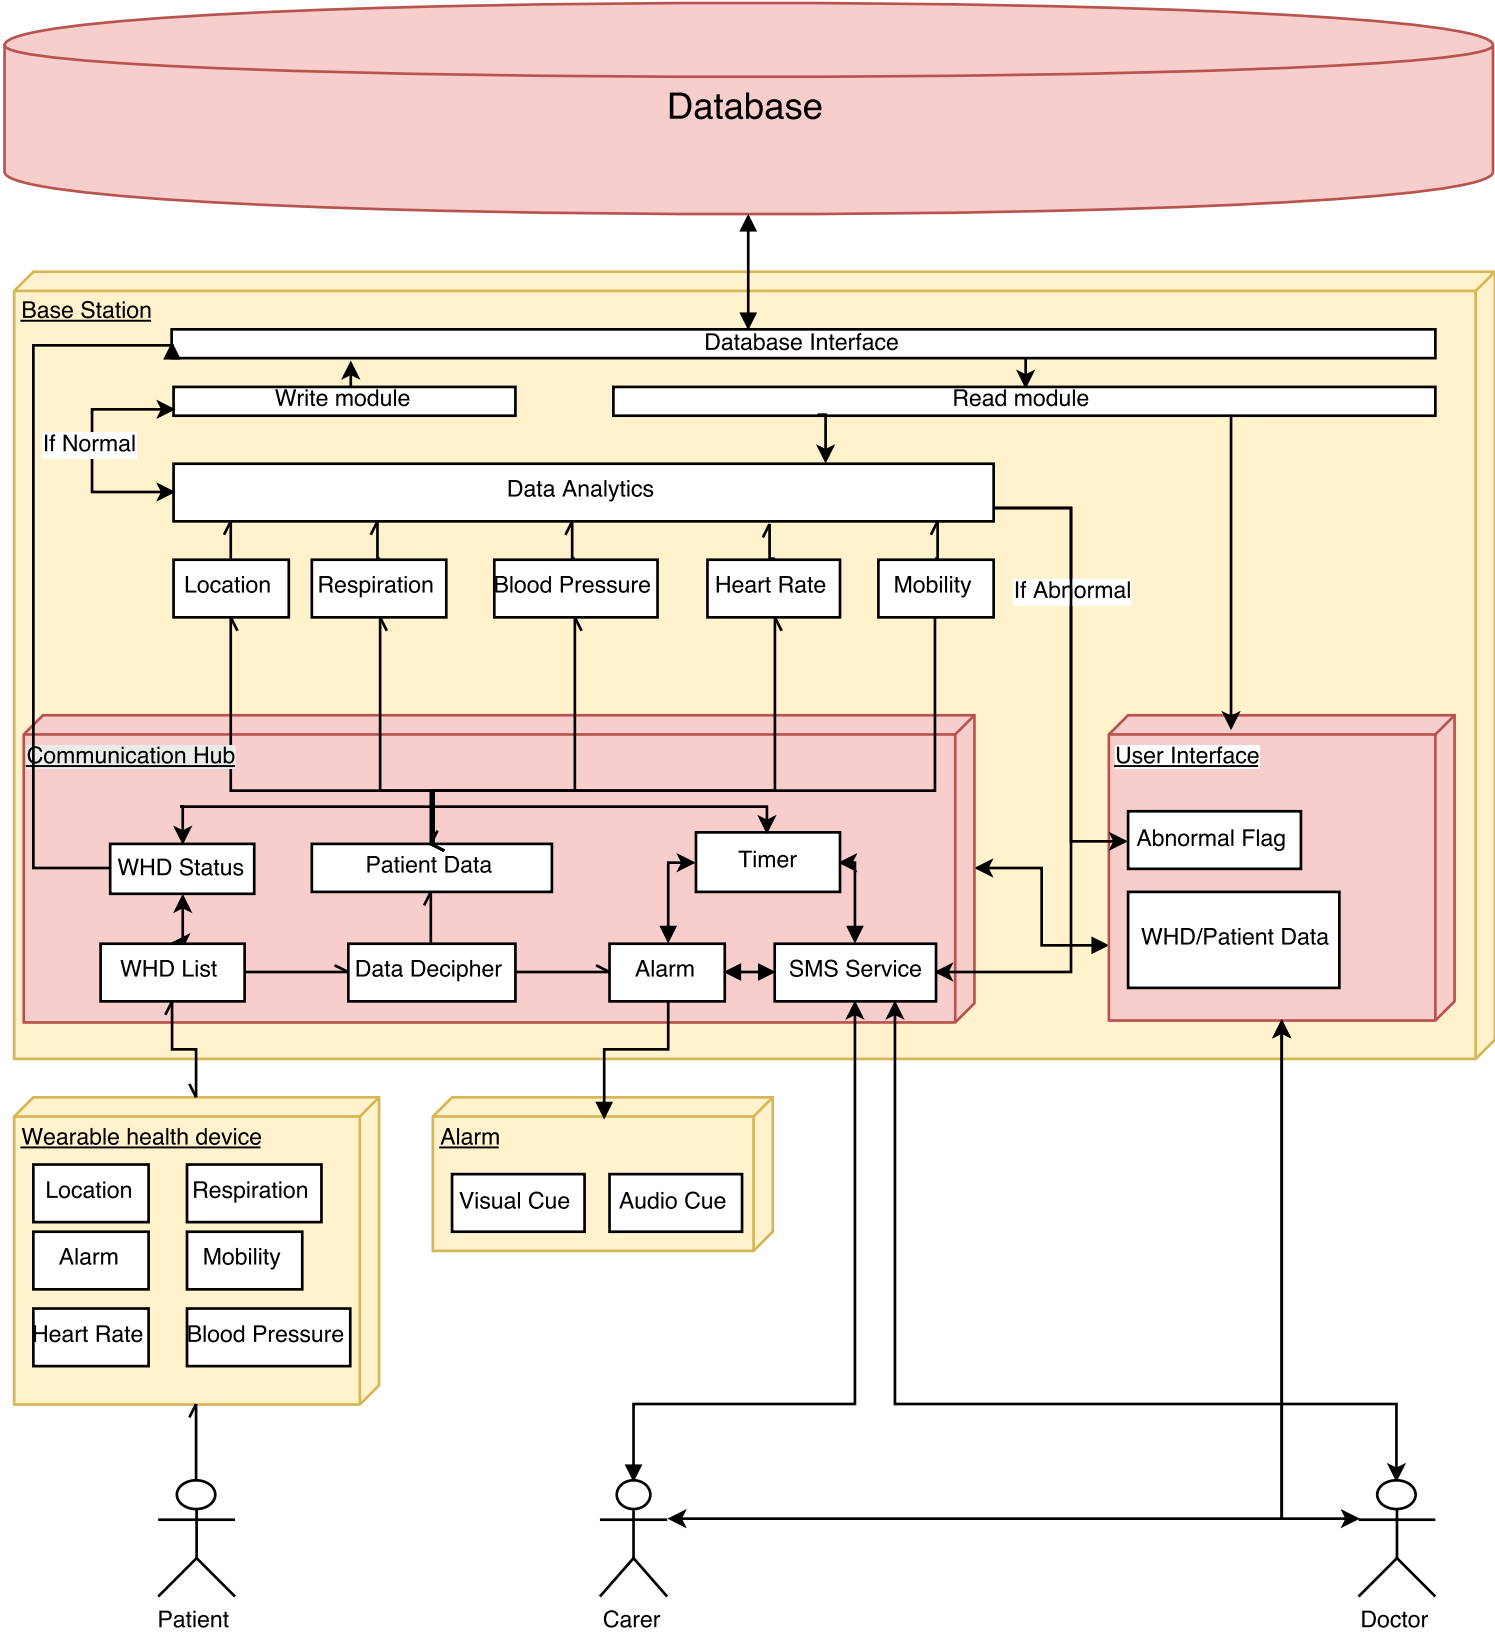 Database
Base Station
Database Interface
Write module
Read module
If Normal
Data Analytics
Location
Respiration
Blood Pressure
Heart Rate
Mobility
If Abnormal
Communication Hub
User Interface
WHD Status
Patient Data
Timer
Abnormal Flag
WHD/Patient Data
WHD List
Data Decipher
Alarm
SMS Service
Wearable health device
Location
Respiration
Alarm
Mobility
Heart Rate
Blood Pressure
Alarm
Visual Cue
Audio Cue
Patient
Carer
Doctor